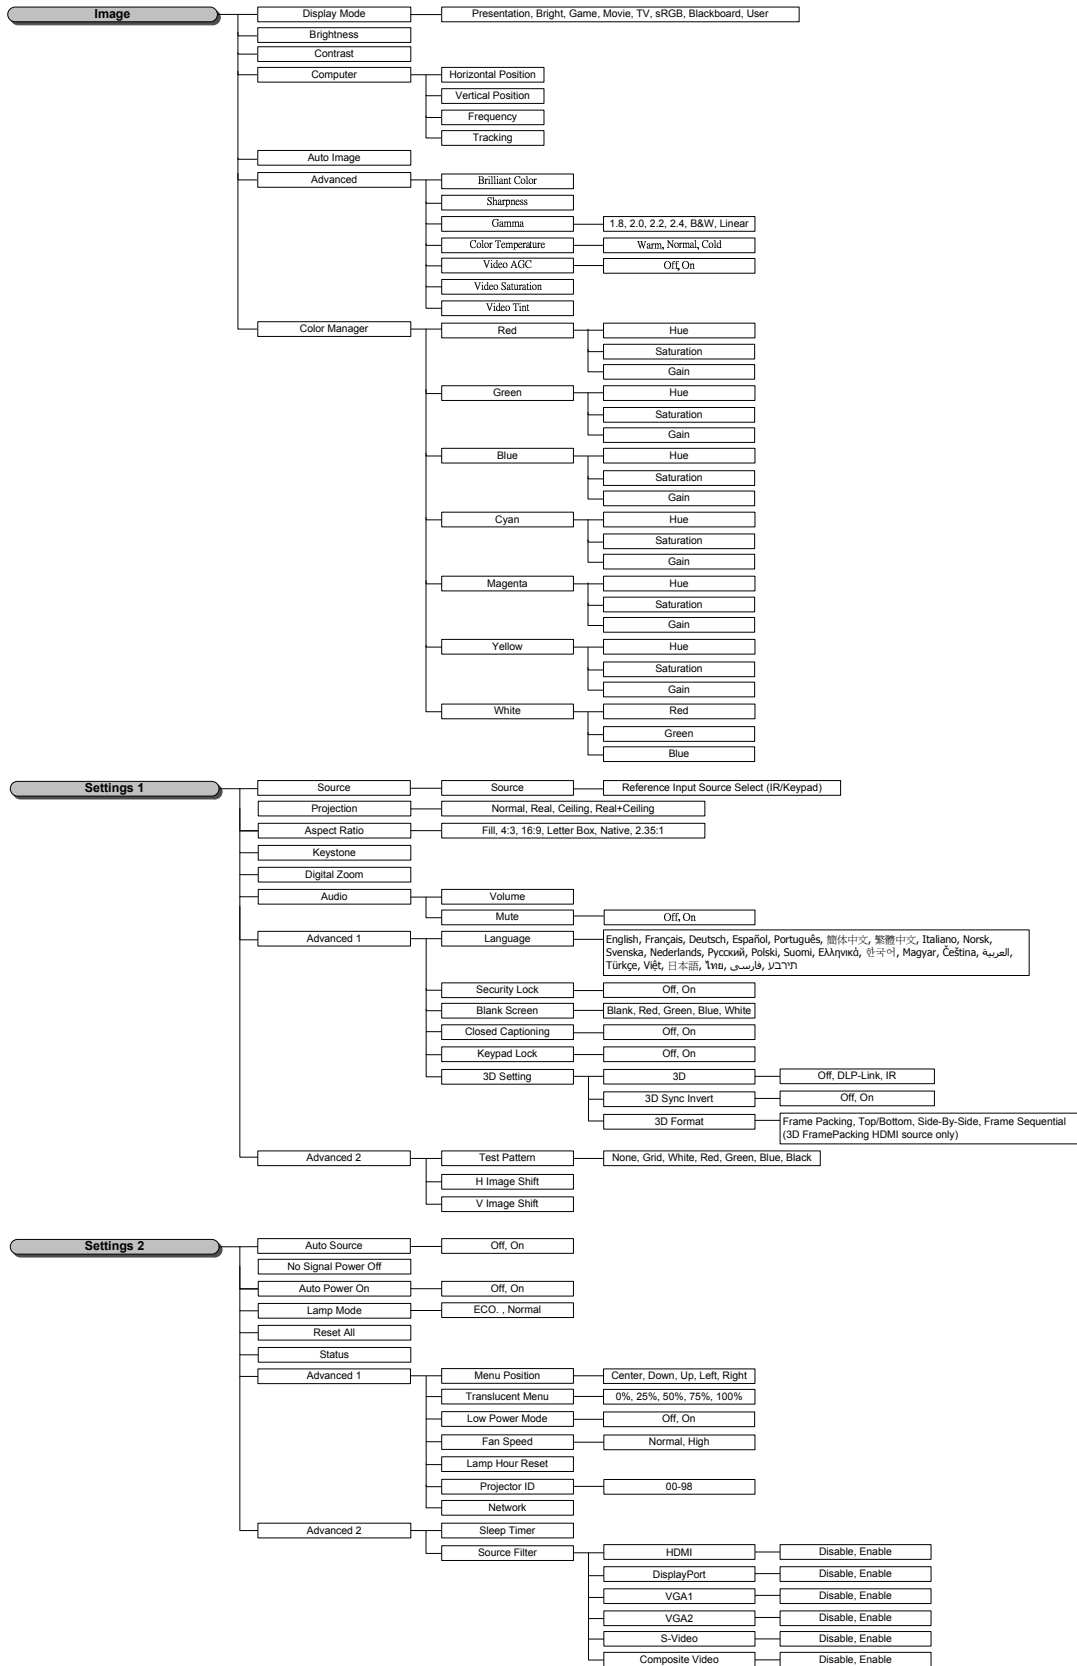 Image
Display Mode
Presentation, Bright, Game, Movie, TV, sRGB, Blackboard, User
Brightness
Contrast
Computer
Horizontal Position
Vertical Position
Frequency
Tracking
Auto Image
Advanced
Brilliant Color
Sharpness
Gamma
1.8, 2.0, 2.2, 2.4, B&W, Linear
Color Temperature
Warm, Normal, Cold
Video AGC
Off, On
Video Saturation
Video Tint
Color Manager
Red
Hue
Saturation
Gain
Green
Hue
Saturation
Gain
Blue
Hue
Saturation
Gain
Cyan
Hue
Saturation
Gain
Magenta
Hue
Saturation
Gain
Yellow
Hue
Saturation
Gain
White
Red
Green
Blue
Settings 1
Source
Source
Reference Input Source Select (IR/Keypad)
Projection
Normal, Real, Ceiling, Real+Ceiling
Aspect Ratio
Fill, 4:3, 16:9, Letter Box, Native, 2.35:1
Keystone
Digital Zoom
Audio
Volume
Mute
Off, On
Advanced 1
Language
English, Français, Deutsch, Español, Português, 簡体中文, 繁體中文, Italiano, Norsk,
Svenska, Nederlands, Русский, Polski, Suomi, Ελληνικά, 한국어, Magyar, Čeština, العربية,
Türkçe, Việt, 日本語, ไทย, فارسی, תירבע
Security Lock
Off, On
Blank Screen
Blank, Red, Green, Blue, White
Closed Captioning
Off, On
Keypad Lock
Off, On
3D Setting
3D
Off, DLP-Link, IR
3D Sync Invert
Off, On
3D Format
Frame Packing, Top/Bottom, Side-By-Side, Frame Sequential
(3D FramePacking HDMI source only)
Advanced 2
Test Pattern
None, Grid, White, Red, Green, Blue, Black
H Image Shift
V Image Shift
Settings 2
Auto Source
Off, On
No Signal Power Off
Auto Power On
Off, On
Lamp Mode
ECO. , Normal
Reset All
Status
Advanced 1
Menu Position
Center, Down, Up, Left, Right
Translucent Menu
0%, 25%, 50%, 75%, 100%
Low Power Mode
Off, On
Fan Speed
Normal, High
Lamp Hour Reset
Projector ID
00-98
Network
Advanced 2
Sleep Timer
Source Filter
HDMI
Disable, Enable
DisplayPort
Disable, Enable
VGA1
Disable, Enable
VGA2
Disable, Enable
S-Video
Disable, Enable
Composite Video
Disable, Enable